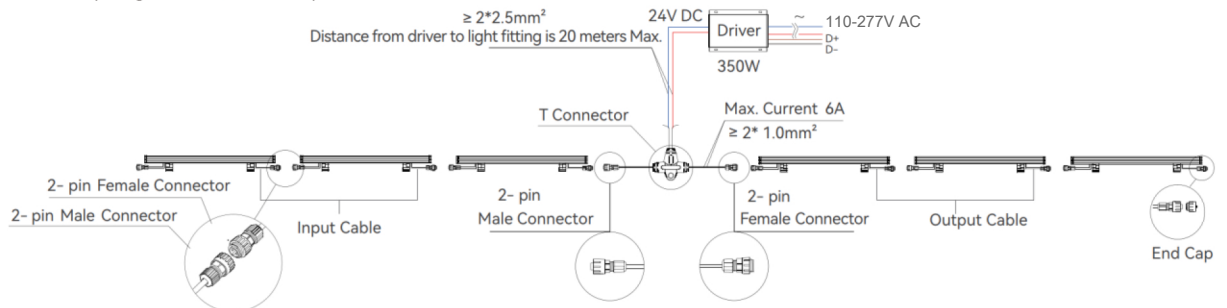 ≥ 2*2.5mm²
Distance from driver to light fitting is 20 meters Max.
24V DC
Driver
350W
~
110-277V AC
D+
D-
T Connector
Max. Current 6A
≥ 2* 1.0mm²
2- pin Female Connector
2- pin Male Connector
Input Cable
2- pin
Male Connector
2- pin
Female Connector
Output Cable
End Cap